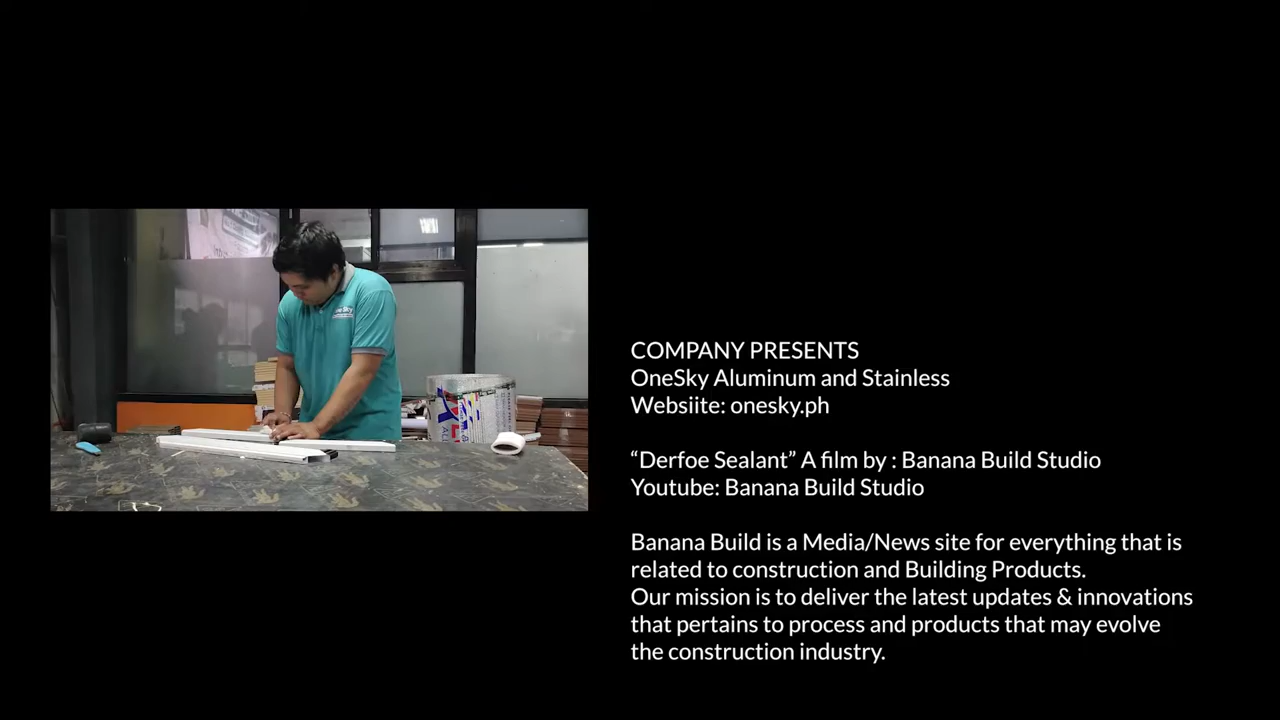 COMPANY PRESENTS
OneSky Aluminum and Stainless
Websiite: onesky.ph
“Derfoe Sealant” A film by : Banana Build Studio
Youtube: Banana Build Studio
Banana Build is a Media/News site for everything that is
related to construction and Building Products.
Our mission is to deliver the latest updates & innovations
that pertains to process and products that may evolve
the construction industry.